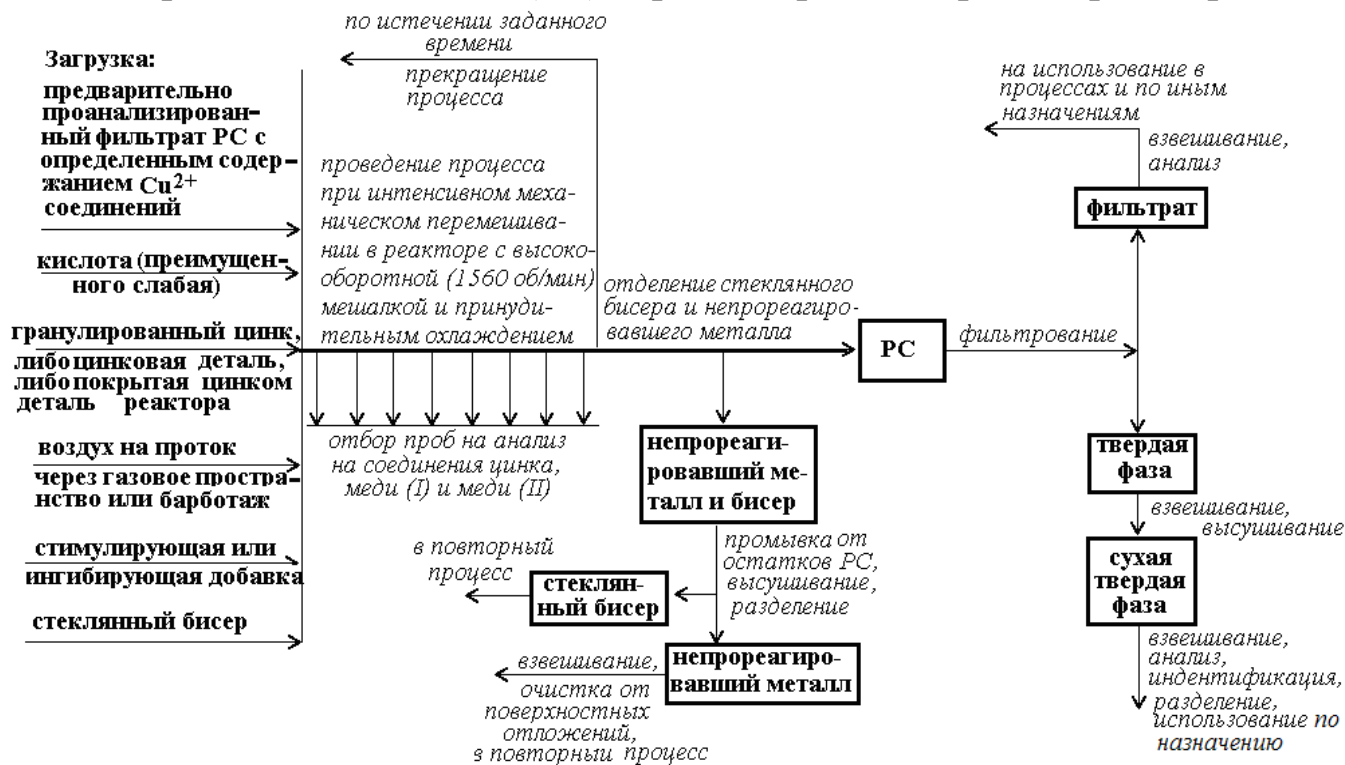 по истечении заданного
времени
прекращение
процесса
Загрузка:
предварительно
проанализирован-
ный фильтрат РС с
определенным содер-
жанием Cu2+
соединений
кислота (преимущен-
ного слабая)
гранулированный цинк,
либо цинковая деталь,
либо покрытая цинком
деталь реактора
воздух на проток
через газовое простра-
нство или барботаж
стимулирующая или
ингибирующая добавка
стеклянный бисер
проведение процесса
при интенсивном меха-
ническом перемешива-
нии в реакторе с высоко-
оборотной (1560 об/мин)
мешалкой и принуди-
тельным охлаждением
отбор проб на анализ
на соединения цинка,
меди (I) и меди (II)
отделение стеклянного
бисера и непрореагиро-
вавшего металла
РС
фильтрование
непрореаги-
ровавший ме-
талл и бисер
промывка от
остатков РС,
высушивание,
разделение
в повторный
процесс
стеклян-
ный бисер
непрореагиро-
вавший металл
взвешивание,
очистка от
поверхностных
отложений,
в повторный процесс
на использование в
процессах и по иным
назначениям
взвешивание,
анализ
фильтрат
твердая
фаза
взвешивание,
высушивание
сухая
твердая
фаза
взвешивание,
анализ,
индентификация,
разделение,
использование по
назначению